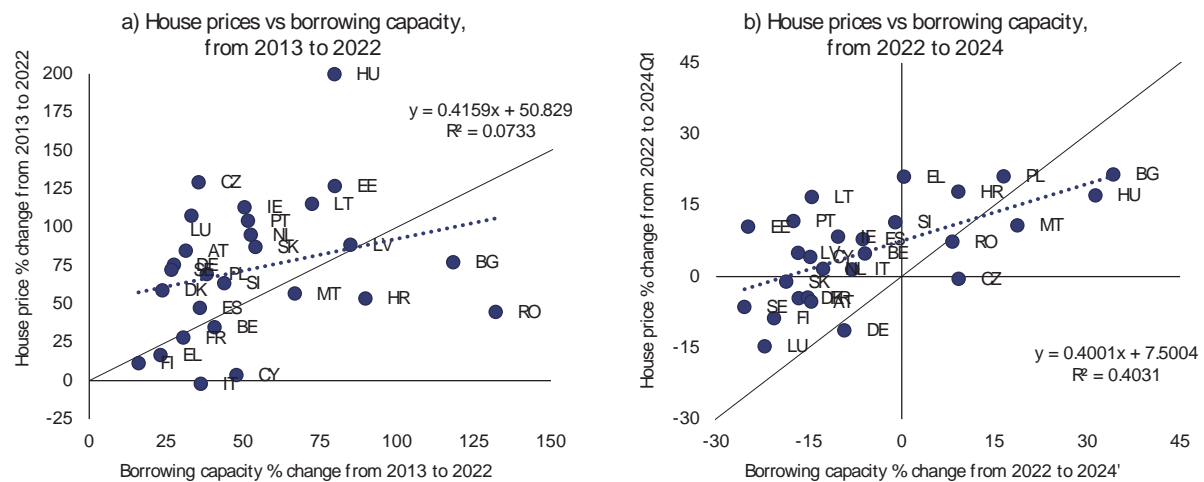 a) House prices vs borrowing capacity,
from 2013 to 2022
House price % change from 2013 to 2022
200
175
150
125
100
75
50
25
0
-25
HU
y = 0.4159x + 50.829
R² = 0.0733
CZ
EE
IE
LT
LU
PT
NL
SK
LV
AT
DE
SE
PL
SI
BG
DK
MT
HR
ES
RO
BE
FR
EL
FI
CY
IT
0
25
50
75
100
125
150
Borrowing capacity % change from 2013 to 2022
b) House prices vs borrowing capacity,
from 2022 to 2024
House price % change from 2022 to 2024Q1
45
30
15
0
-15
-30
EL
PL
BG
HR
HU
LT
PT
SI
MT
EE
IE
ES
RO
LV
CY
BE
NL
IT
SK
CZ
DK
FR
AT
SE
FI
DE
LU
y = 0.4001x + 7.5004
R² = 0.4031
-30
-15
0
15
30
45
Borrowing capacity % change from 2022 to 2024'